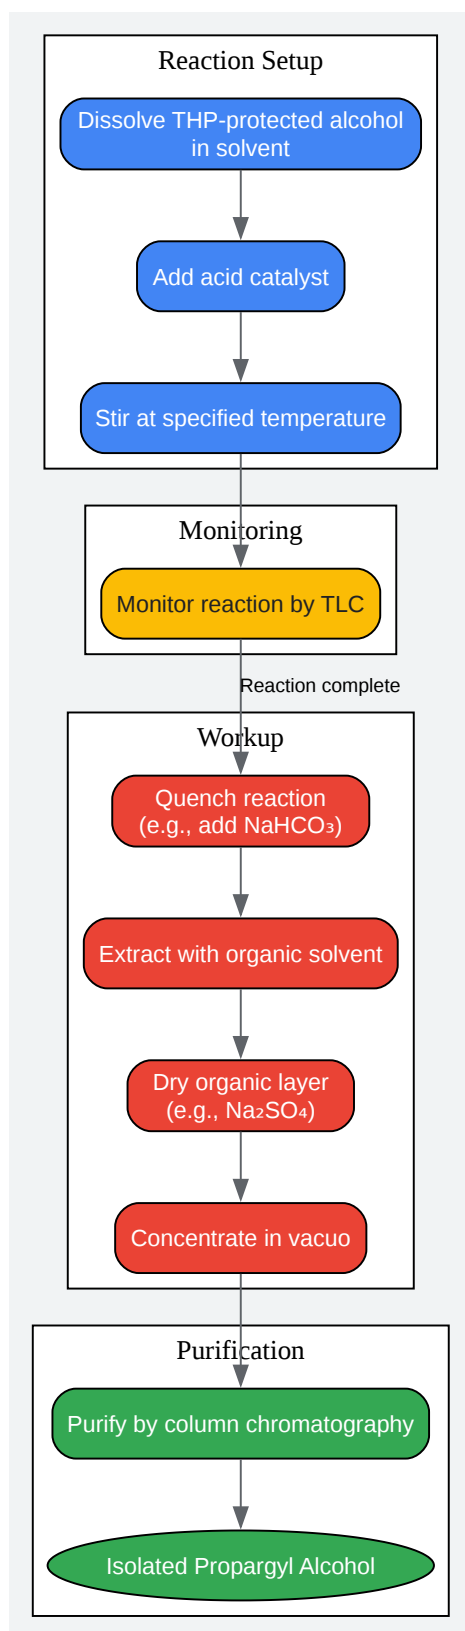 Reaction Setup
Dissolve THP-protected alcohol
in solvent
Add acid catalyst
Stir at specified temperature
Monitoring
Monitor reaction by TLC
Reaction complete
Workup
Quench reaction
(e.g., add NaHCO₃)
Extract with organic solvent
Dry organic layer
(e.g., Na₂SO₄)
Concentrate in vacuo
Purification
Purify by column chromatography
Isolated Propargyl Alcohol